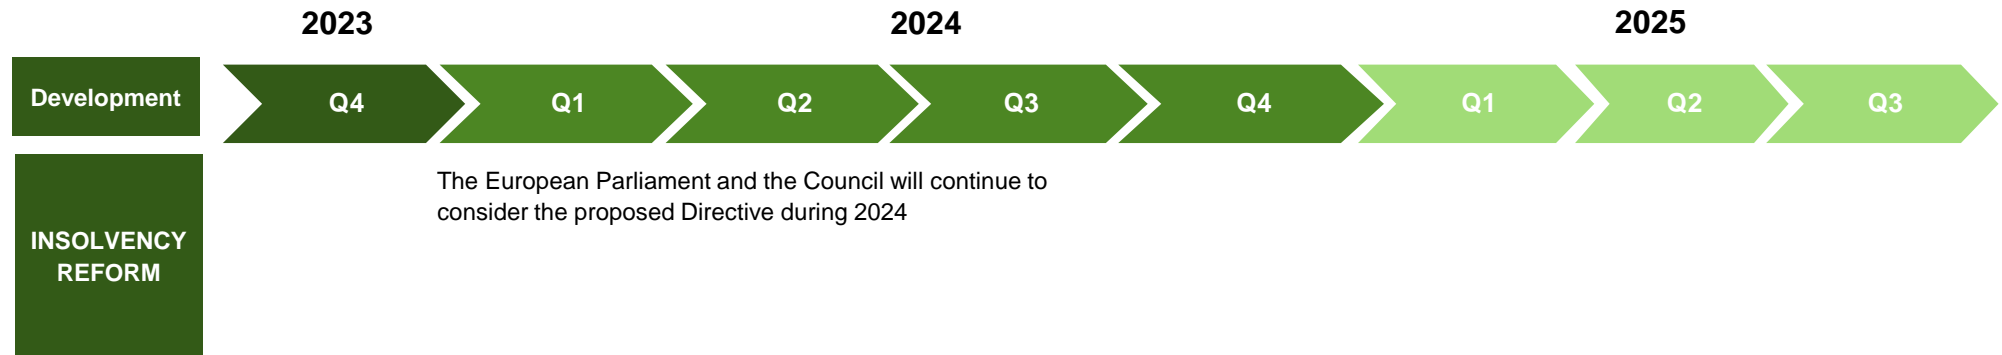 2023 2024 2025
Development Q4 Q1 Q2 Q3 Q4 Q1 Q2 Q3
The European Parliament and the Council will continue to
consider the proposed Directive during 2024
INSOLVENCY
REFORM